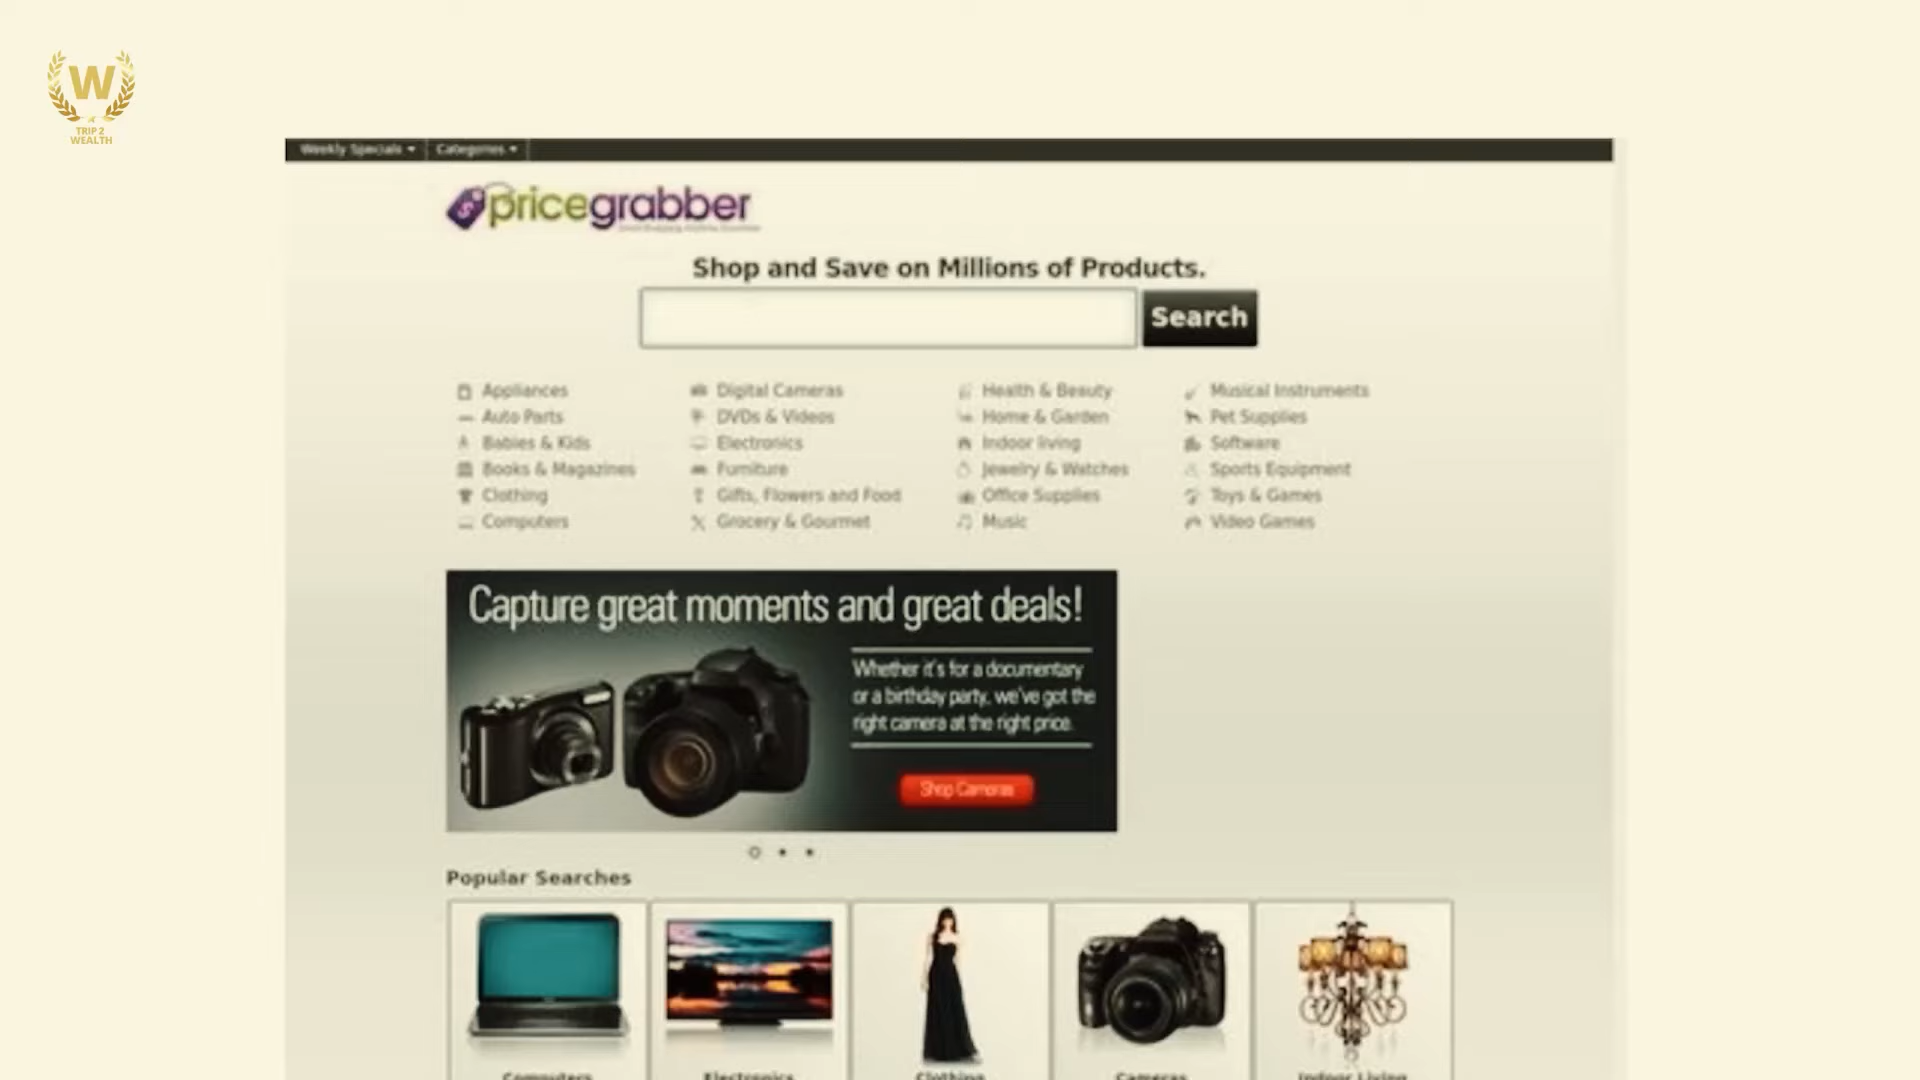 W
TRIP 2
WEALTH
Weekly Specials
Categories
pricegrabber
Shop and Save on Millions of Products.
Search
Appliances
Auto Parts
Babies & Kids
Books & Magazines
Clothing
Computers
Digital Cameras
DVDs & Videos
Electronics
Furniture
Gifts, Flowers and Food
Grocery & Gourmet
Health & Beauty
Home & Garden
Indoor living
Jewelry & Watches
Office Supplies
Music
Musical Instruments
Pet Supplies
Software
Sports Equipment
Toys & Games
Video Games
Capture great moments and great deals!
Whether it's for a documentary
or a birthday party, we've got the
right camera at the right price.
Shop Cameras
Popular Searches
Computers
Electronics
Clothing
Cameras
Indoor Living